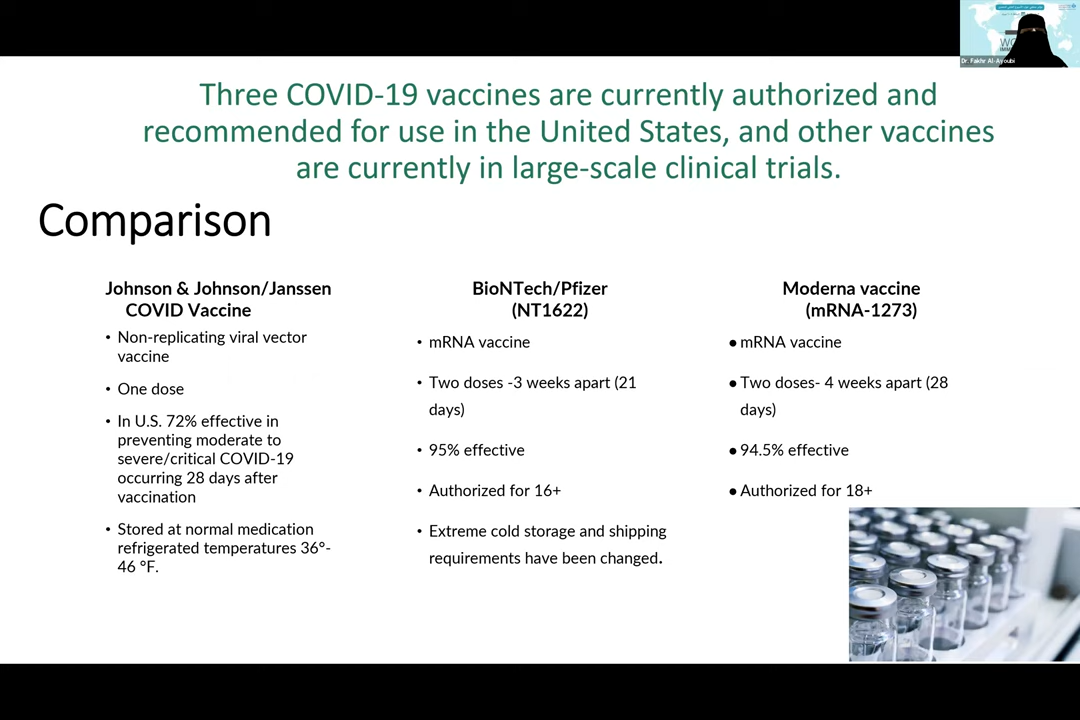 Three COVID-19 vaccines are currently authorized and
recommended for use in the United States, and other vaccines
are currently in large-scale clinical trials.
Comparison
Johnson & Johnson/Janssen
COVID Vaccine
• Non-replicating viral vector
vaccine
• One dose
• In U.S. 72% effective in
preventing moderate to
severe/critical COVID-19
occurring 28 days after
vaccination
• Stored at normal medication
refrigerated temperatures 36°-
46 °F.
BioNTech/Pfizer
(NT1622)
• mRNA vaccine
• Two doses -3 weeks apart (21
days)
• 95% effective
• Authorized for 16+
• Extreme cold storage and shipping
requirements have been changed.
Moderna vaccine
(mRNA-1273)
● mRNA vaccine
● Two doses- 4 weeks apart (28
days)
● 94.5% effective
● Authorized for 18+
Dr. Fakhr Al-Ayoubi